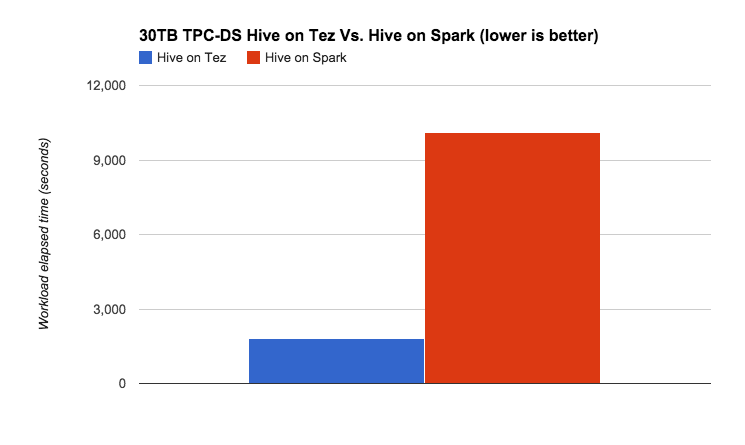 30TB TPC-DS Hive on Tez Vs. Hive on Spark (lower is better)
Hive on Tez Hive on Spark
12,000
9,000
6,000
3,000
0
Workload elapsed time (seconds)